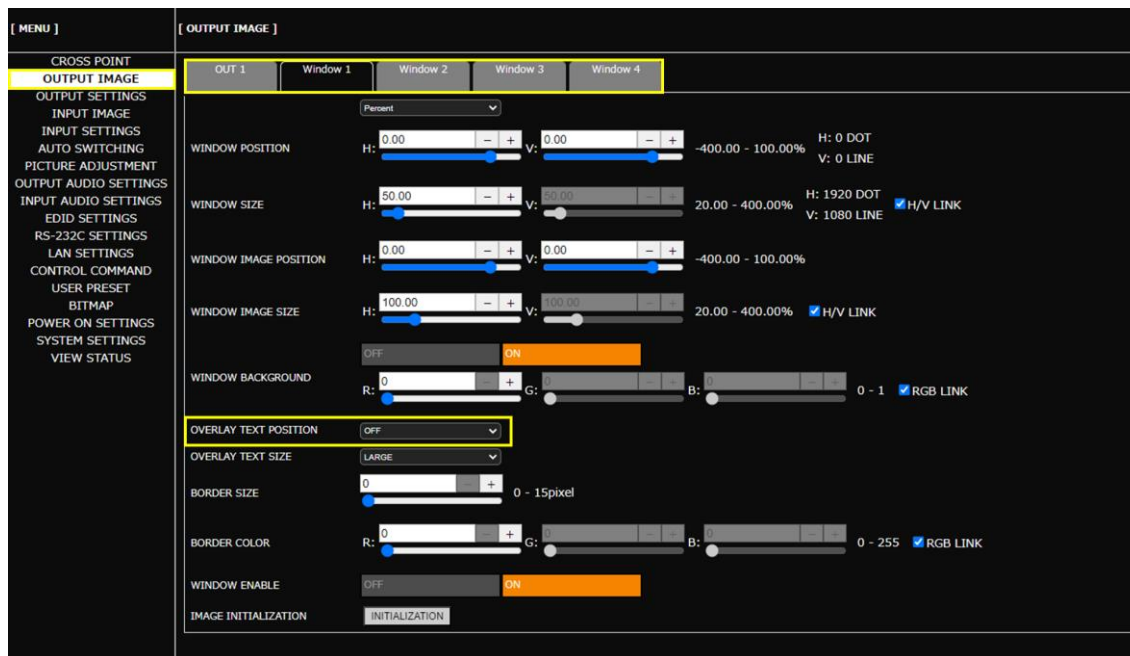 [ MENU ]
[ OUTPUT IMAGE ]
CROSS POINT
OUTPUT IMAGE
OUTPUT SETTINGS
INPUT IMAGE
INPUT SETTINGS
AUTO SWITCHING
PICTURE ADJUSTMENT
OUTPUT AUDIO SETTINGS
INPUT AUDIO SETTINGS
EDID SETTINGS
RS-232C SETTINGS
LAN SETTINGS
CONTROL COMMAND
USER PRESET
BITMAP
POWER ON SETTINGS
SYSTEM SETTINGS
VIEW STATUS
OUT 1 Window 1 Window 2 Window 3 Window 4
Percent
WINDOW POSITION H: 0.00 − + V: 0.00 − + -400.00 - 100.00% H: 0 DOT
V: 0 LINE
WINDOW SIZE H: 50.00 − + V: 50.00 − + 20.00 - 400.00% H: 1920 DOT
V: 1080 LINE H/V LINK
WINDOW IMAGE POSITION H: 0.00 − + V: 0.00 − + -400.00 - 100.00%
WINDOW IMAGE SIZE H: 100.00 − + V: 100.00 − + 20.00 - 400.00% H/V LINK
OFF ON
WINDOW BACKGROUND R: 0 − + G: 0 − + B: 0 − + 0 - 1 RGB LINK
OVERLAY TEXT POSITION OFF
OVERLAY TEXT SIZE LARGE
BORDER SIZE 0 − + 0 - 15pixel
BORDER COLOR R: 0 − + G: 0 − + B: 0 − + 0 - 255 RGB LINK
WINDOW ENABLE OFF ON
IMAGE INITIALIZATION INITIALIZATION